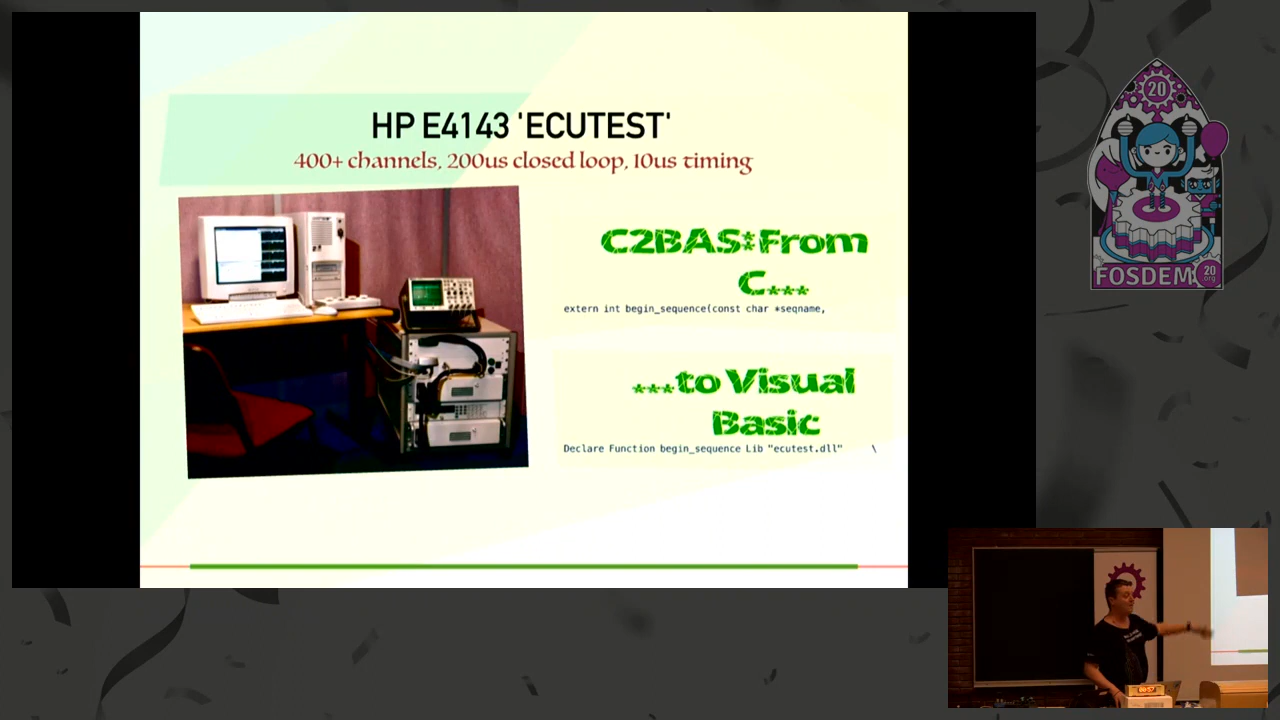 HP E4143 'ECUTEST'
400+ channels, 200us closed loop, 10us timing
C2BAS: From
C...
extern int begin_sequence(const char *seqname,
...to Visual
Basic
Declare Function begin_sequence Lib "ecutest.dll" \
20
FOSDEM
20
.org